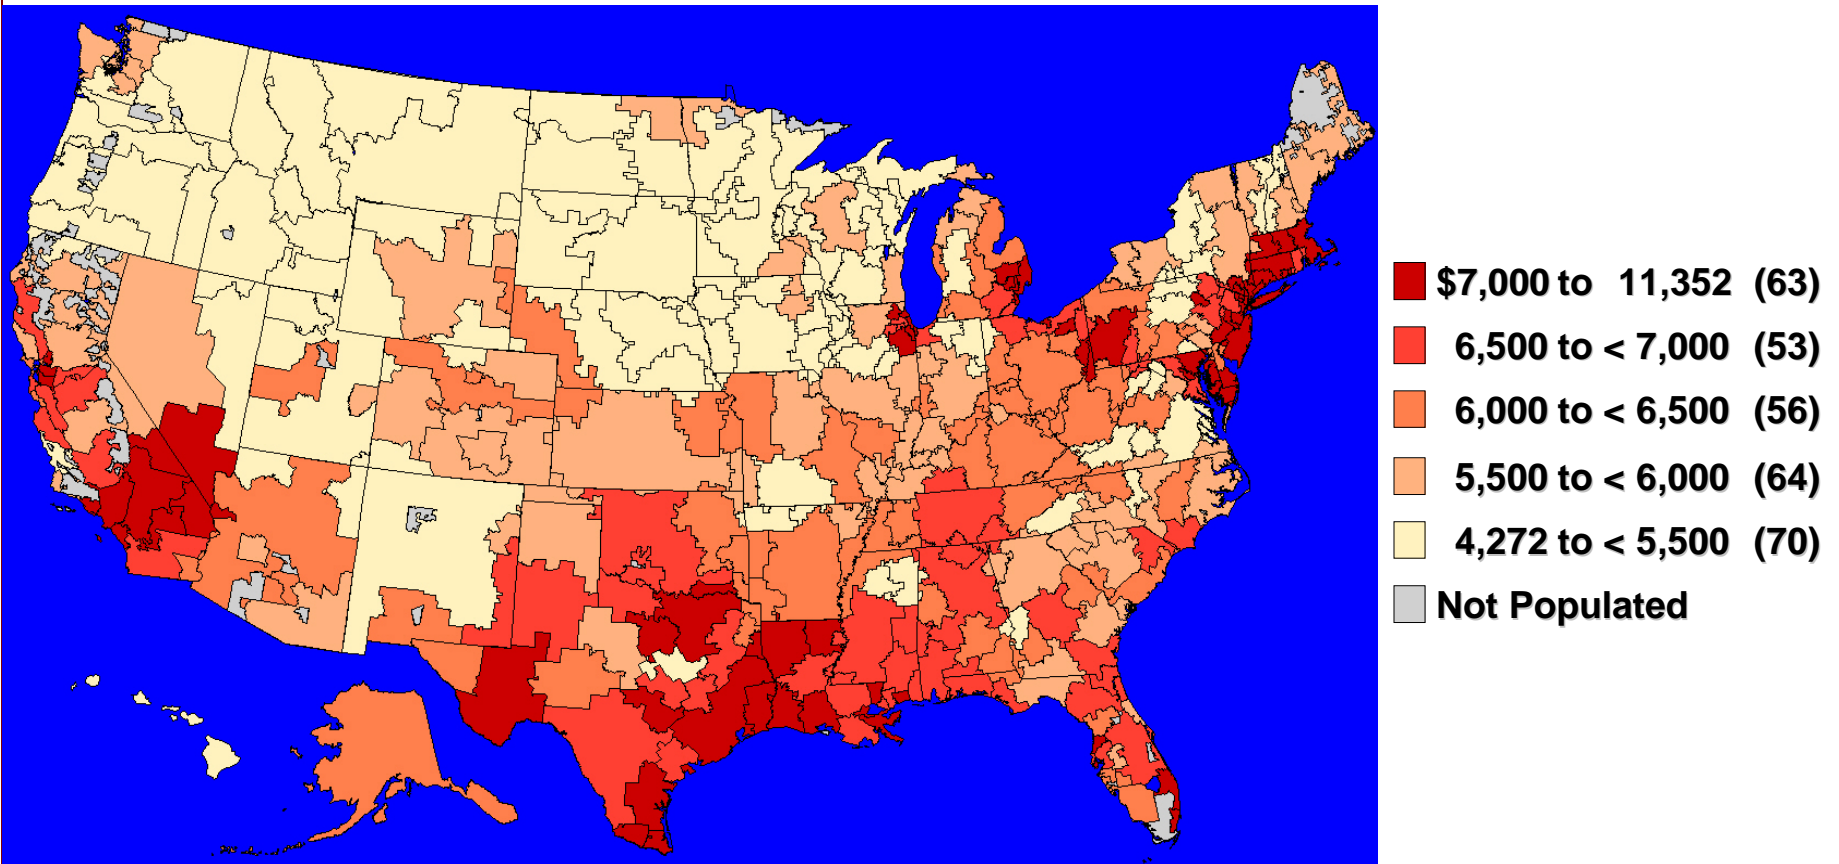 $7,000 to 11,352 (63)
6,500 to < 7,000 (53)
6,000 to < 6,500 (56)
5,500 to < 6,000 (64)
4,272 to < 5,500 (70)
Not Populated